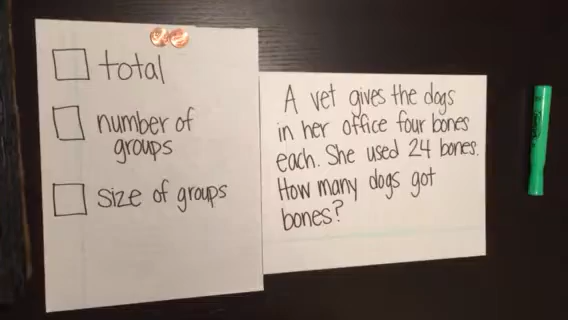 total
number of
groups
size of groups
A vet gives the dogs
in her office four bones
each. She used 24 bones.
How many dogs got
bones?